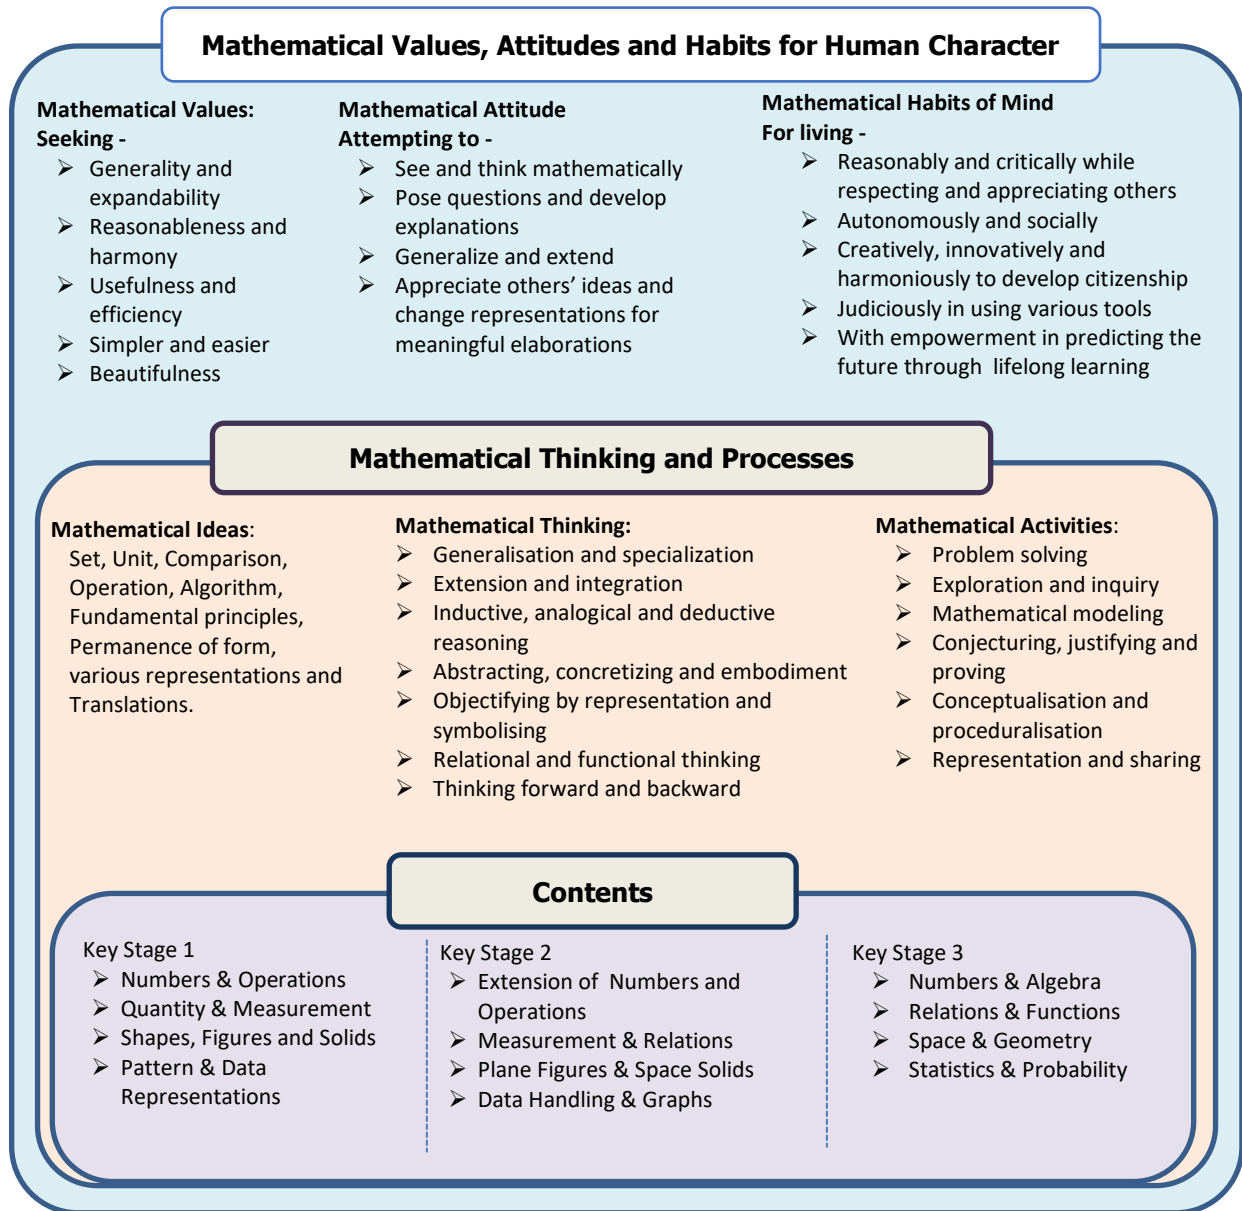 Mathematical Values, Attitudes and Habits for Human Character
Mathematical Values:
Seeking -
➢ Generality and
expandability
➢ Reasonableness and
harmony
➢ Usefulness and
efficiency
➢ Simpler and easier
➢ Beautifulness
Mathematical Attitude
Attempting to -
➢ See and think mathematically
➢ Pose questions and develop
explanations
➢ Generalize and extend
➢ Appreciate others’ ideas and
change representations for
meaningful elaborations
Mathematical Habits of Mind
For living -
➢ Reasonably and critically while
respecting and appreciating others
➢ Autonomously and socially
➢ Creatively, innovatively and
harmoniously to develop citizenship
➢ Judiciously in using various tools
➢ With empowerment in predicting the
future through lifelong learning
Mathematical Thinking and Processes
Mathematical Ideas:
Set, Unit, Comparison,
Operation, Algorithm,
Fundamental principles,
Permanence of form,
various representations and
Translations.
Mathematical Thinking:
➢ Generalisation and specialization
➢ Extension and integration
➢ Inductive, analogical and deductive
reasoning
➢ Abstracting, concretizing and embodiment
➢ Objectifying by representation and
symbolising
➢ Relational and functional thinking
➢ Thinking forward and backward
Mathematical Activities:
➢ Problem solving
➢ Exploration and inquiry
➢ Mathematical modeling
➢ Conjecturing, justifying and
proving
➢ Conceptualisation and
proceduralisation
➢ Representation and sharing
Contents
Key Stage 1
➢ Numbers & Operations
➢ Quantity & Measurement
➢ Shapes, Figures and Solids
➢ Pattern & Data
Representations
Key Stage 2
➢ Extension of Numbers and
Operations
➢ Measurement & Relations
➢ Plane Figures & Space Solids
➢ Data Handling & Graphs
Key Stage 3
➢ Numbers & Algebra
➢ Relations & Functions
➢ Space & Geometry
➢ Statistics & Probability